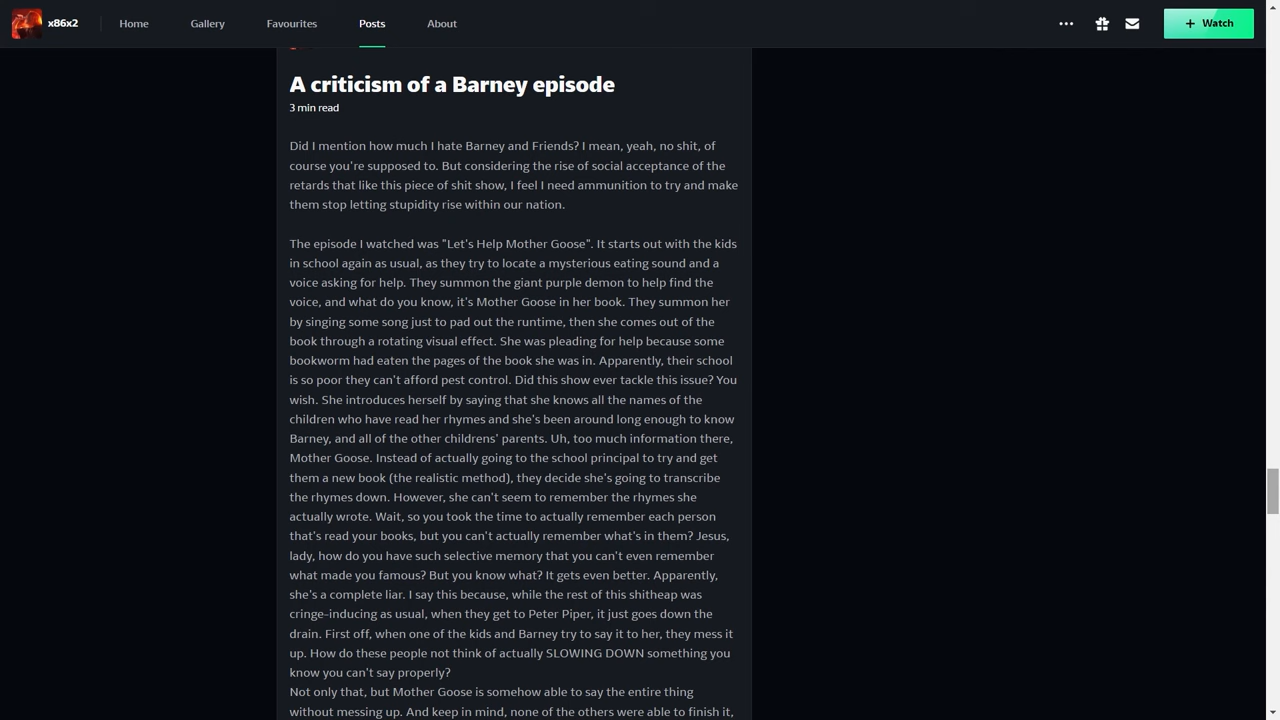 x86x2
Home
Gallery
Favourites
Posts
About
Watch
A criticism of a Barney episode
3 min read
Did I mention how much I hate Barney and Friends? I mean, yeah, no shit, of
course you're supposed to. But considering the rise of social acceptance of the
retards that like this piece of shit show, I feel I need ammunition to try and make
them stop letting stupidity rise within our nation.
The episode I watched was "Let's Help Mother Goose". It starts out with the kids
in school again as usual, as they try to locate a mysterious eating sound and a
voice asking for help. They summon the giant purple demon to help find the
voice, and what do you know, it's Mother Goose in her book. They summon her
by singing some song just to pad out the runtime, then she comes out of the
book through a rotating visual effect. She was pleading for help because some
bookworm had eaten the pages of the book she was in. Apparently, their school
is so poor they can't afford pest control. Did this show ever tackle this issue? You
wish. She introduces herself by saying that she knows all the names of the
children who have read her rhymes and she's been around long enough to know
Barney, and all of the other childrens' parents. Uh, too much information there,
Mother Goose. Instead of actually going to the school principal to try and get
them a new book (the realistic method), they decide she's going to transcribe
the rhymes down. However, she can't seem to remember the rhymes she
actually wrote. Wait, so you took the time to actually remember each person
that's read your books, but you can't actually remember what's in them? Jesus,
lady, how do you have such selective memory that you can't even remember
what made you famous? But you know what? It gets even better. Apparently,
she's a complete liar. I say this because, while the rest of this shitheap was
cringe-inducing as usual, when they get to Peter Piper, it just goes down the
drain. First off, when one of the kids and Barney try to say it to her, they mess it
up. How do these people not think of actually SLOWING DOWN something you
know you can't say properly?
Not only that, but Mother Goose is somehow able to say the entire thing
without messing up. And keep in mind, none of the others were able to finish it,